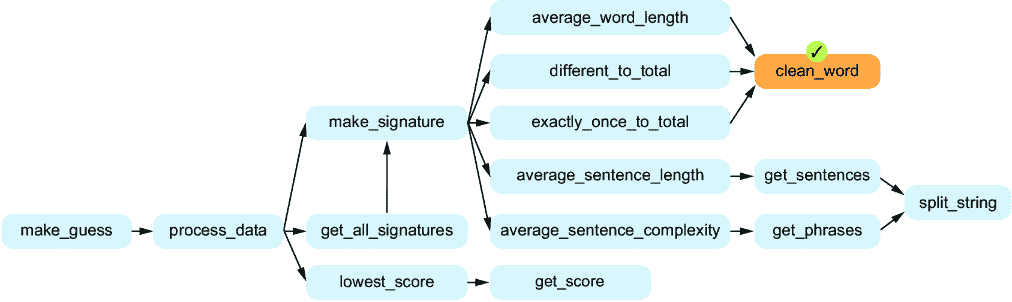 average_word_length
different_to_total
✓
clean_word
make_signature
exactly_once_to_total
average_sentence_length
get_sentences
split_string
make_guess
process_data
get_all_signatures
average_sentence_complexity
get_phrases
lowest_score
get_score